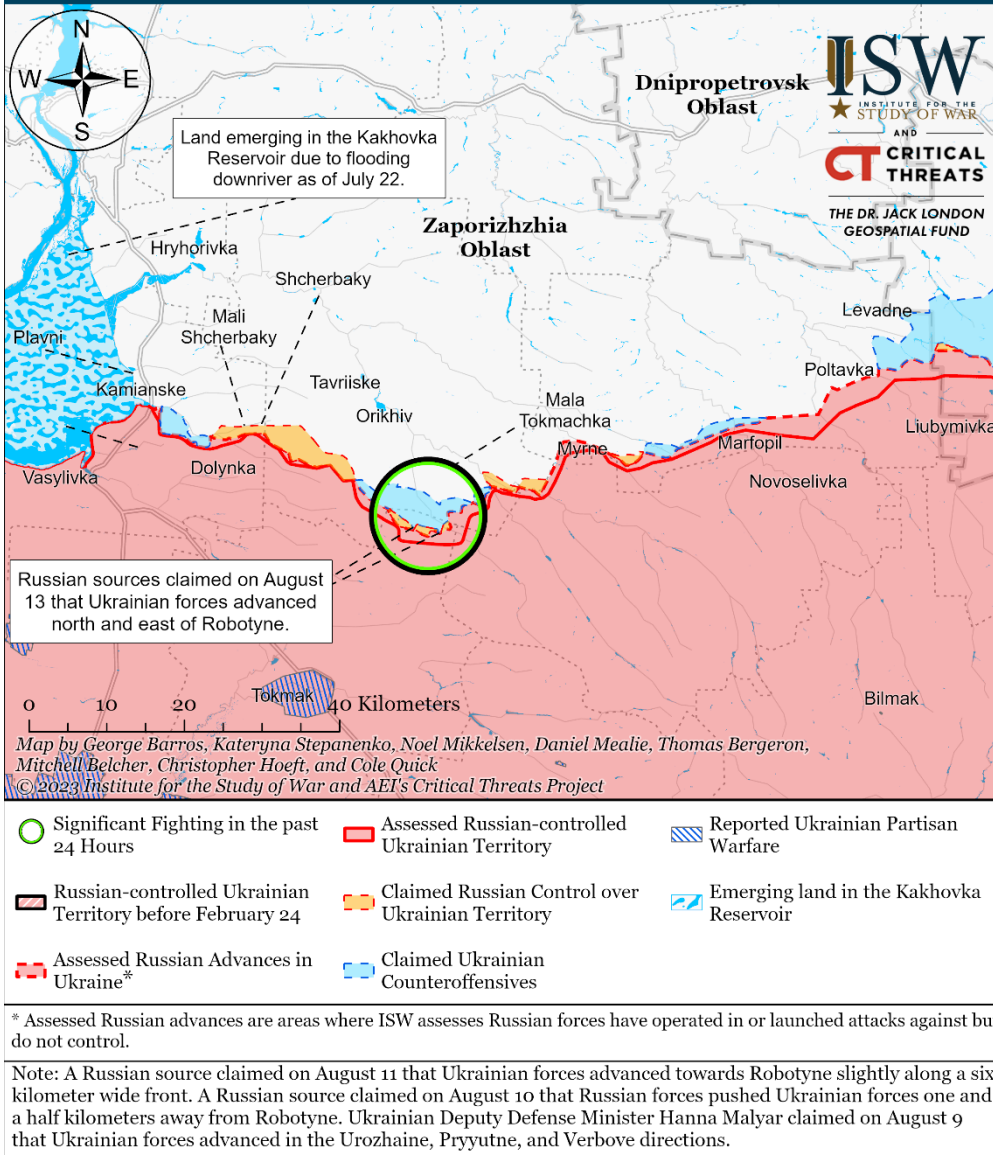 N
W E
S
ISW
INSTITUTE FOR THE
STUDY OF WAR
AND
CT CRITICAL
THREATS
THE DR. JACK LONDON
GEOSPATIAL FUND
Dnipropetrovsk
Oblast
Land emerging in the Kakhovka
Reservoir due to flooding
downriver as of July 22.
Zaporizhzhia
Oblast
Hryhorivka
Shcherbaky
Mali
Shcherbaky
Levadne
Plavni
Poltavka
Kamianske
Tavriiske
Orikhiv
Mala
Tokmachka
Myrne
Marfopil
Liubymivka
Vasylivka
Dolynka
Novoselivka
Russian sources claimed on August
13 that Ukrainian forces advanced
north and east of Robotyne.
Tokmak
Bilmak
0 10 20 40 Kilometers
Map by George Barros, Kateryna Stepanenko, Noel Mikkelsen, Daniel Mealie, Thomas Bergeron,
Mitchell Belcher, Christopher Hoeft, and Cole Quick
© 2023 Institute for the Study of War and AEI's Critical Threats Project
Significant Fighting in the past
24 Hours
Russian-controlled Ukrainian
Territory before February 24
Assessed Russian Advances in
Ukraine*
Assessed Russian-controlled
Ukrainian Territory
Claimed Russian Control over
Ukrainian Territory
Claimed Ukrainian
Counteroffensives
Reported Ukrainian Partisan
Warfare
Emerging land in the Kakhovka
Reservoir
* Assessed Russian advances are areas where ISW assesses Russian forces have operated in or launched attacks against bu
do not control.
Note: A Russian source claimed on August 11 that Ukrainian forces advanced towards Robotyne slightly along a six
kilometer wide front. A Russian source claimed on August 10 that Russian forces pushed Ukrainian forces one and
a half kilometers away from Robotyne. Ukrainian Deputy Defense Minister Hanna Malyar claimed on August 9
that Ukrainian forces advanced in the Urozhaine, Pryyutne, and Verbove directions.